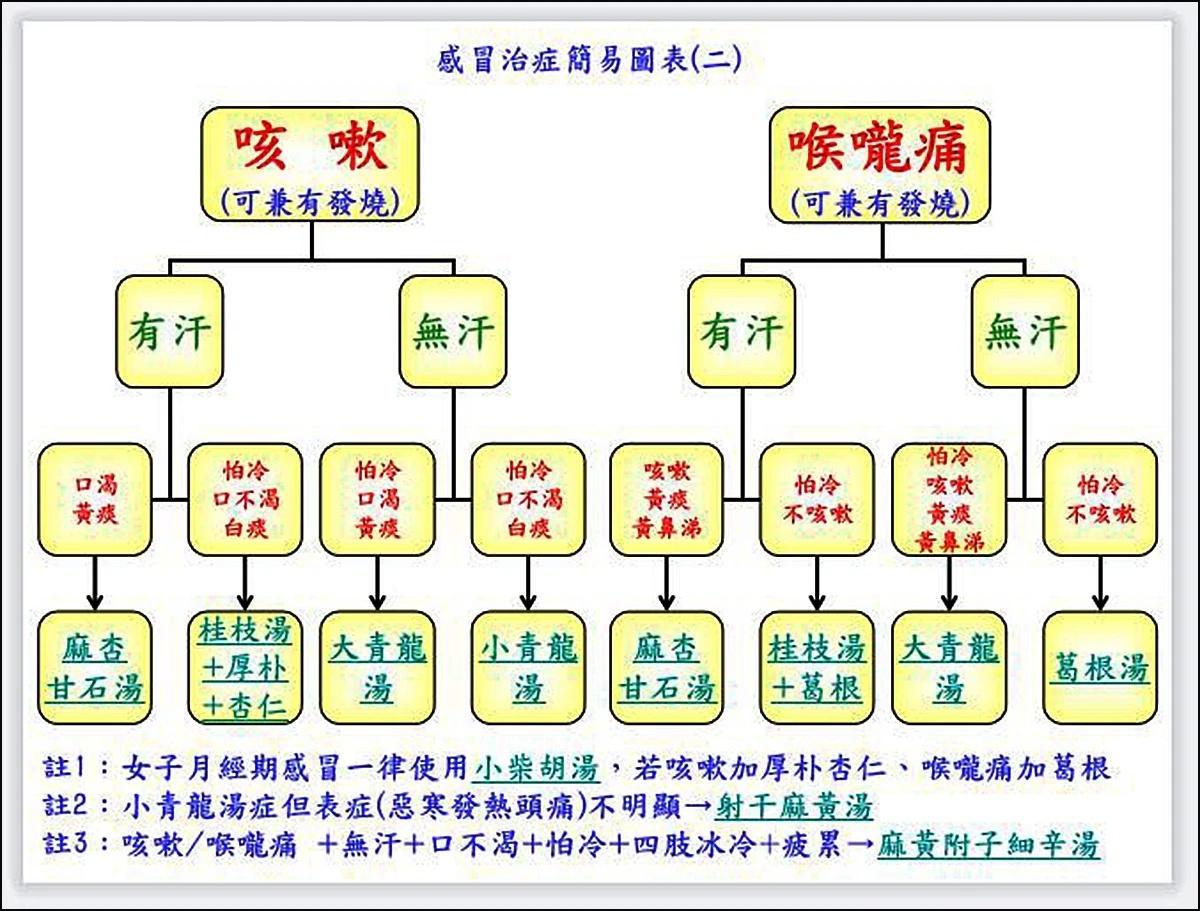 感冒治症簡易圖表(二)
咳 嗽
(可兼有發燒)
喉嚨痛
(可兼有發燒)
有汗
無汗
有汗
無汗
口渴
黃痰
怕冷
口不渴
白痰
怕冷
口渴
黃痰
怕冷
口不渴
白痰
咳嗽
黃痰
黃鼻涕
怕冷
不咳嗽
怕冷
咳嗽
黃痰
黃鼻涕
怕冷
不咳嗽
麻杏
甘石湯
桂枝湯
+厚朴
+杏仁
大青龍
湯
小青龍
湯
麻杏
甘石湯
桂枝湯
+葛根
大青龍
湯
葛根湯
註1：女子月經期感冒一律使用小柴胡湯，若咳嗽加厚朴杏仁、喉嚨痛加葛根
註2：小青龍湯症但表症(惡寒發熱頭痛)不明顯→射干麻黃湯
註3：咳嗽/喉嚨痛 +無汗+口不渴+怕冷+四肢冰冷+疲累→麻黃附子細辛湯